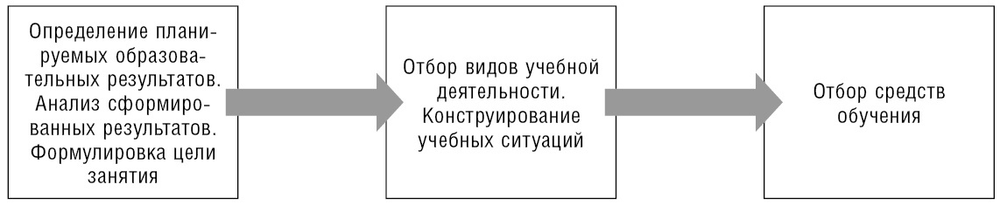 Определение плани-
руемых образова-
тельных результатов.
Анализ сформиро-
ванных результатов.
Формулировка цели
занятия
Отбор видов учебной
деятельности.
Конструирование
учебных ситуаций
Отбор средств
обучения